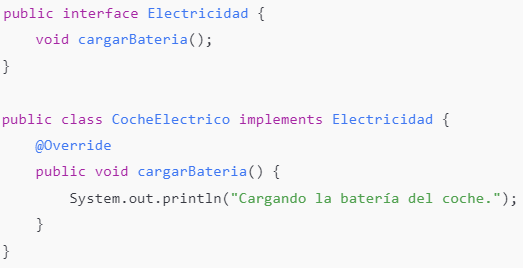 public interface Electricidad {
    void cargarBateria();
}

public class CocheElectrico implements Electricidad {
    @Override
    public void cargarBateria() {
        System.out.println("Cargando la batería del coche.");
    }
}